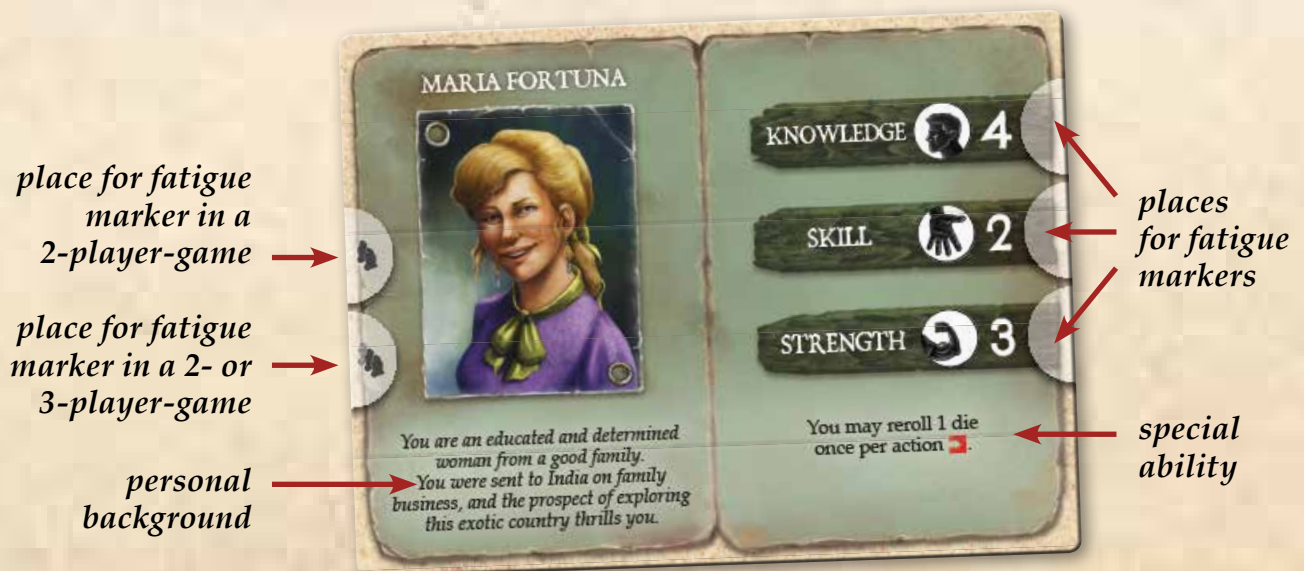 MARIA FORTUNA
KNOWLEDGE 4
SKILL 2
STRENGTH 3
You are an educated and determined
woman from a good family.
You were sent to India on family
business, and the prospect of exploring
this exotic country thrills you.
You may reroll 1 die
once per action .
place for fatigue
marker in a
2-player-game
place for fatigue
marker in a 2- or
3-player-game
personal
background
places
for fatigue
markers
special
ability